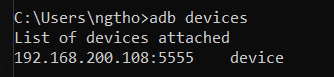 C:\Users\ngtho>adb devices
List of devices attached
192.168.200.108:5555    device